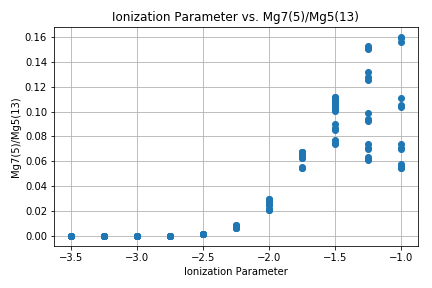 Ionization Parameter vs. Mg7(5)/Mg5(13)
Mg7(5)/Mg5(13)
0.16
0.14
0.12
0.10
0.08
0.06
0.04
0.02
0.00
−3.5 −3.0 −2.5 −2.0 −1.5 −1.0
Ionization Parameter